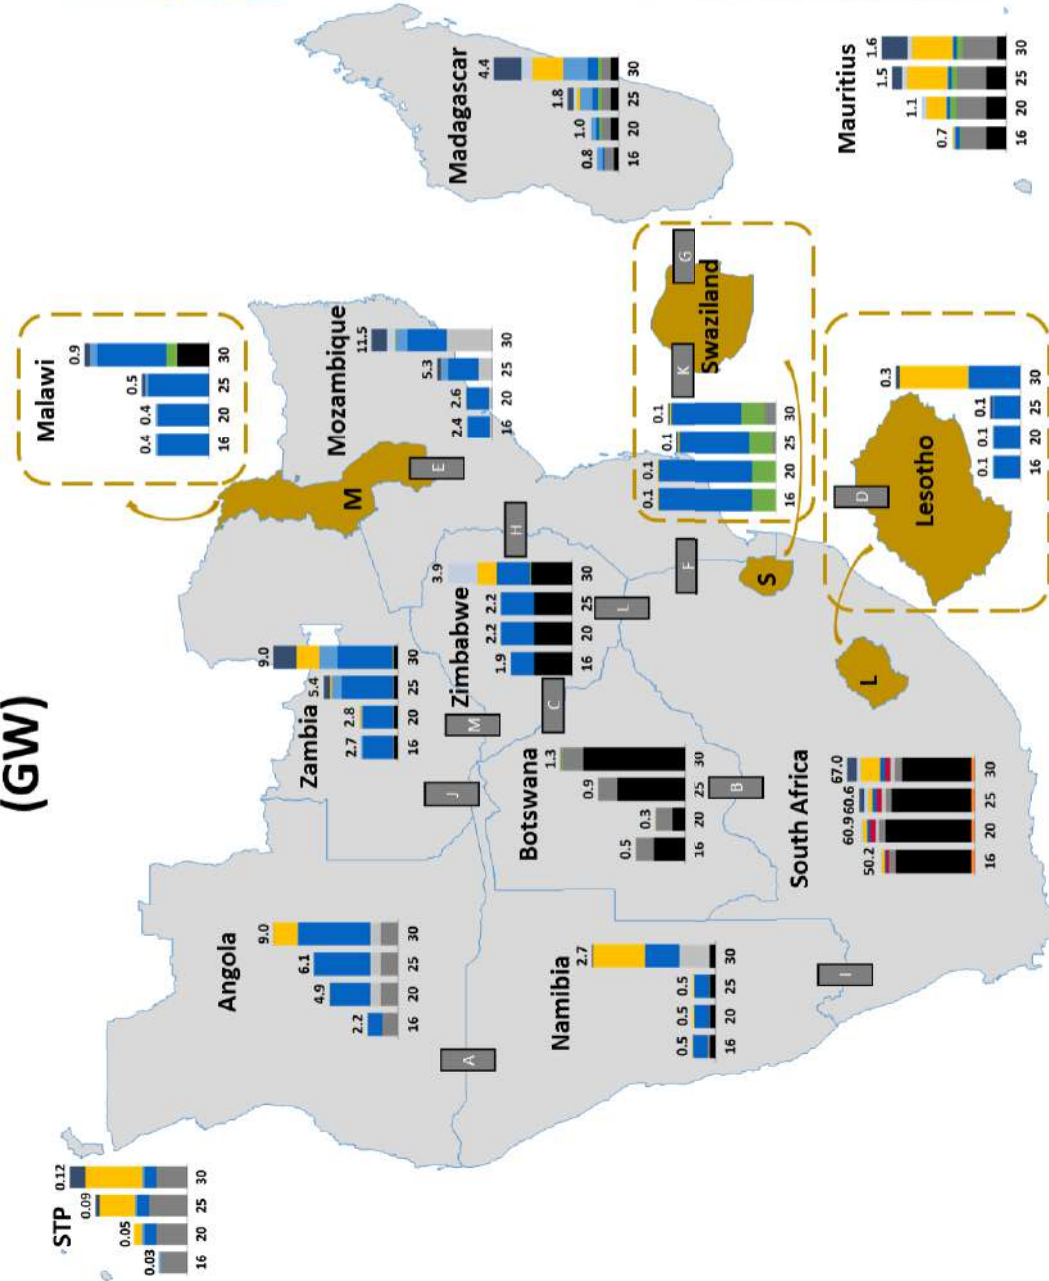 (GW)
STP
0.03 0.05 0.09 0.12
16 20 25 30
Angola
2.2 4.9 6.1 9.0
16 20 25 30
Zambia
2.7 2.8 5.4 9.0
16 20 25 30
Malawi
0.4 0.4 0.5 0.9
16 20 25 30
M
Mozambique
2.4 2.6 5.3 11.5
16 20 25 30
Madagascar
0.8 1.0 1.8 4.4
16 20 25 30
A
J
M
E
Zimbabwe
1.9 2.2 2.2 3.9
16 20 25 30
H
C
L
Namibia
0.5 0.5 0.5 2.7
16 20 25 30
Botswana
0.5 0.3 0.9 1.3
16 20 25 30
B
F
Swaziland
K
G
0.1 0.1 0.1 0.1
16 20 25 30
S
I
South Africa
50.2 60.9 60.6 67.0
16 20 25 30
L
Lesotho
D
0.1 0.1 0.1 0.3
16 20 25 30
Mauritius
0.7 1.1 1.5 1.6
16 20 25 30